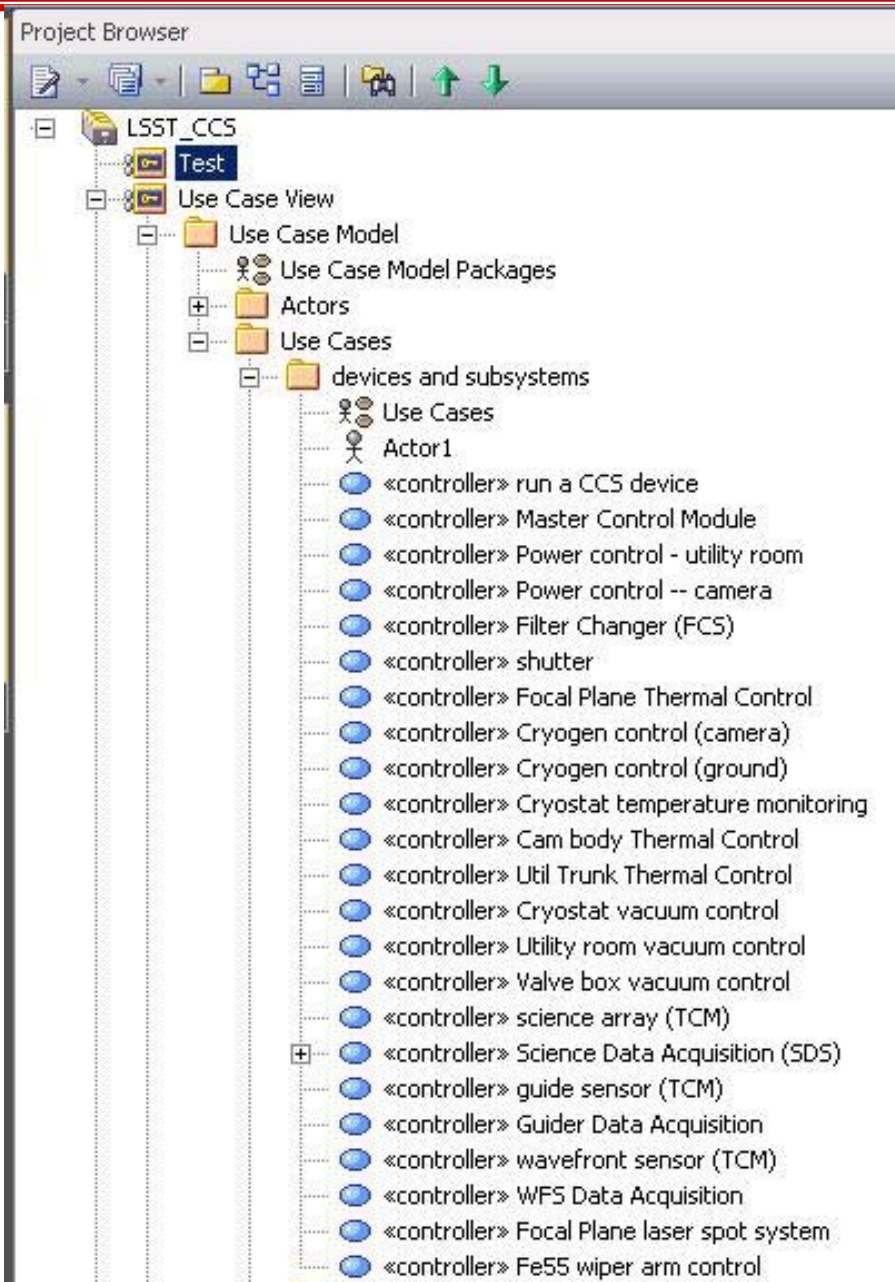 Project Browser
LSST_CCS
Test
Use Case View
Use Case Model
Use Case Model Packages
Actors
Use Cases
devices and subsystems
Use Cases
Actor1
«controller» run a CCS device
«controller» Master Control Module
«controller» Power control - utility room
«controller» Power control -- camera
«controller» Filter Changer (FCS)
«controller» shutter
«controller» Focal Plane Thermal Control
«controller» Cryogen control (camera)
«controller» Cryogen control (ground)
«controller» Cryostat temperature monitoring
«controller» Cam body Thermal Control
«controller» Util Trunk Thermal Control
«controller» Cryostat vacuum control
«controller» Utility room vacuum control
«controller» Valve box vacuum control
«controller» science array (TCM)
«controller» Science Data Acquisition (SDS)
«controller» guide sensor (TCM)
«controller» Guider Data Acquisition
«controller» wavefront sensor (TCM)
«controller» WFS Data Acquisition
«controller» Focal Plane laser spot system
«controller» Fe55 wiper arm control